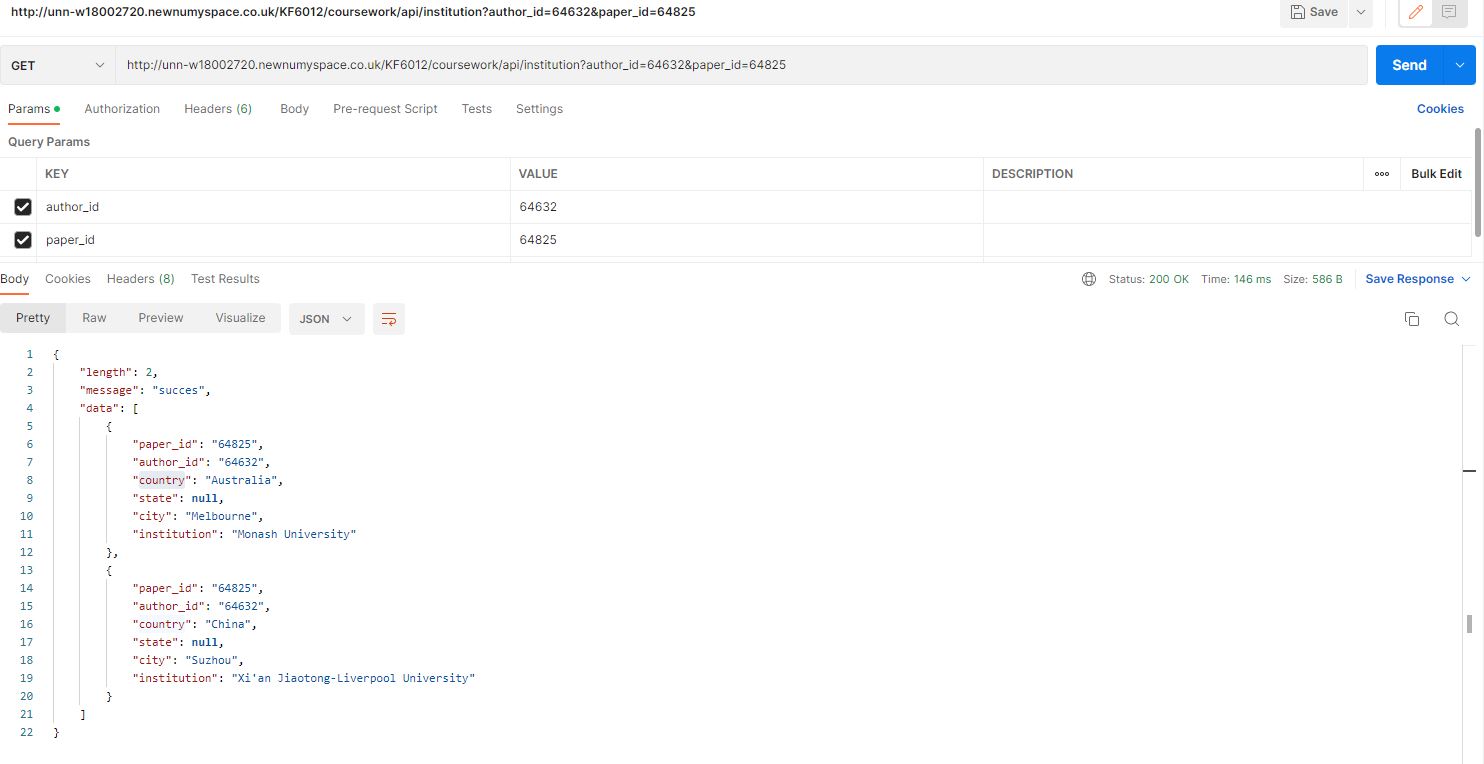 http://unn-w18002720.newnumyspace.co.uk/KF6012/coursework/api/institution?author_id=64632&paper_id=64825 Save
GET http://unn-w18002720.newnumyspace.co.uk/KF6012/coursework/api/institution?author_id=64632&paper_id=64825 Send
Params Authorization Headers (6) Body Pre-request Script Tests Settings Cookies
Query Params
KEY VALUE DESCRIPTION ooo Bulk Edit
author_id 64632
paper_id 64825
Body Cookies Headers (8) Test Results Status: 200 OK Time: 146 ms Size: 586 B Save Response
Pretty Raw Preview Visualize JSON
1 {
2 "length": 2,
3 "message": "succes",
4 "data": [
5 {
6 "paper_id": "64825",
7 "author_id": "64632",
8 "country": "Australia",
9 "state": null,
10 "city": "Melbourne",
11 "institution": "Monash University"
12 },
13 {
14 "paper_id": "64825",
15 "author_id": "64632",
16 "country": "China",
17 "state": null,
18 "city": "Suzhou",
19 "institution": "Xi'an Jiaotong-Liverpool University"
20 }
21 ]
22 }